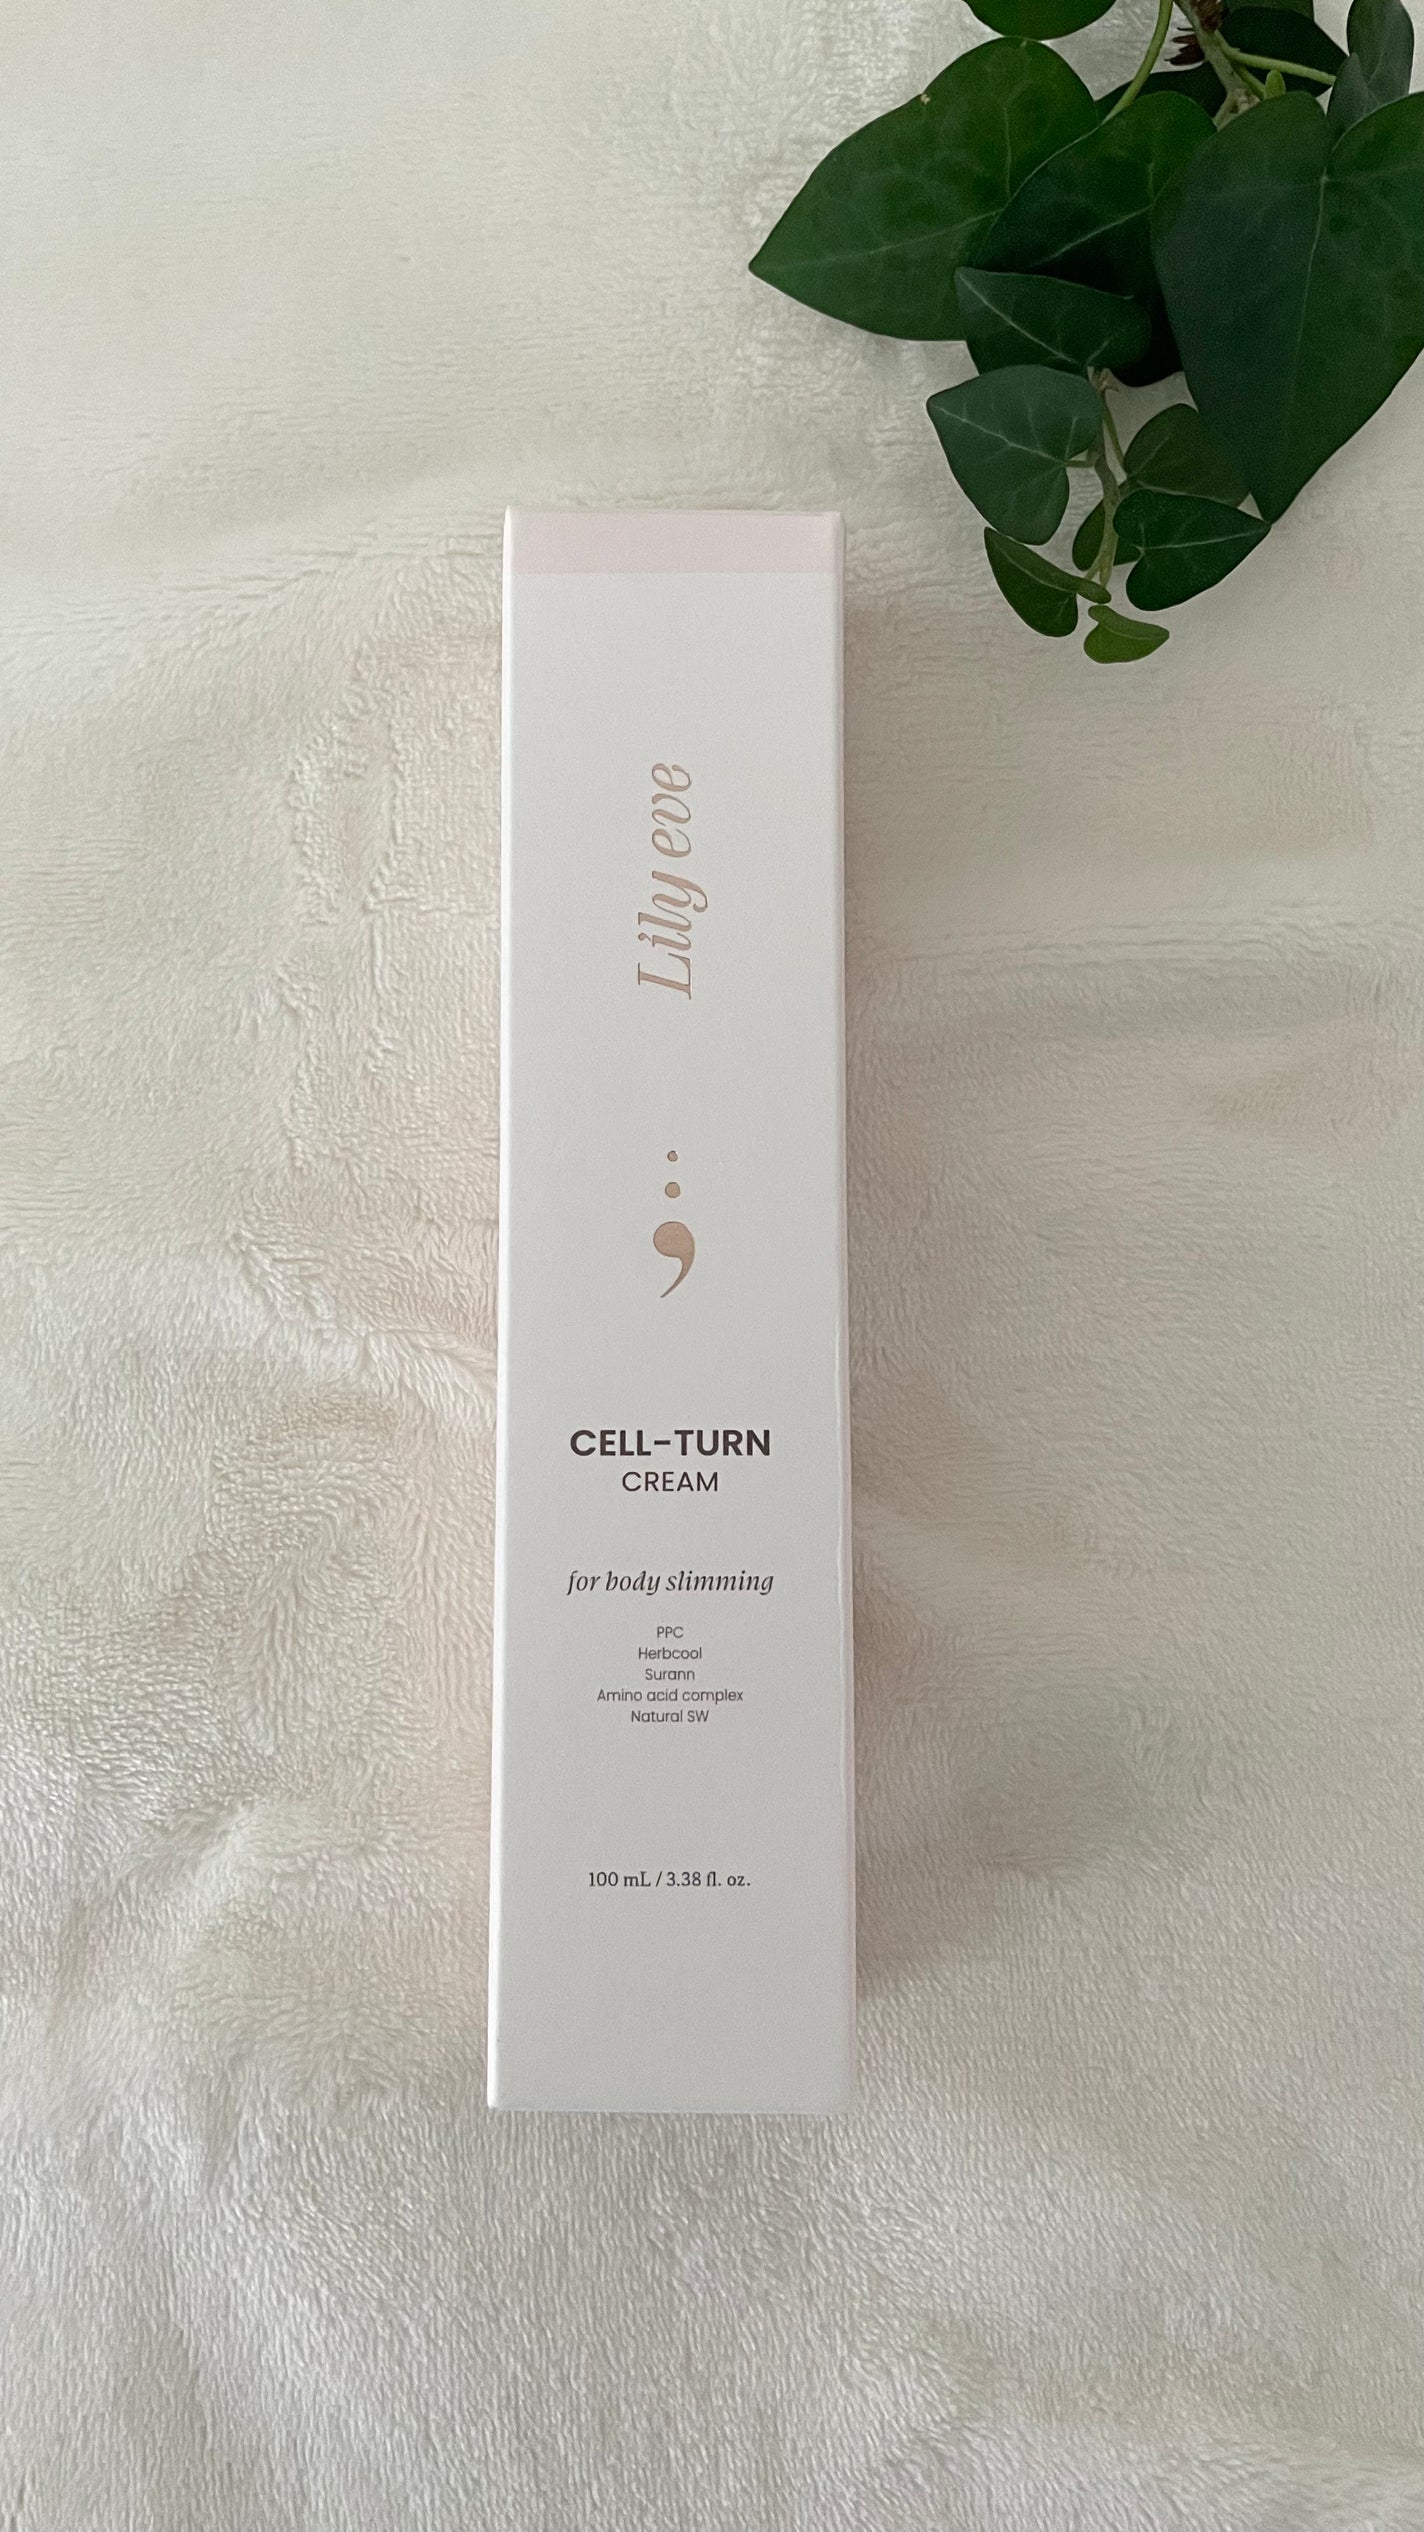 Lily eve
CELL-TURN
CREAM
for body slimming
PPC
Herbcool
Surann
Amino acid complex
Natural SW
100 mL / 3.38 fl. oz.